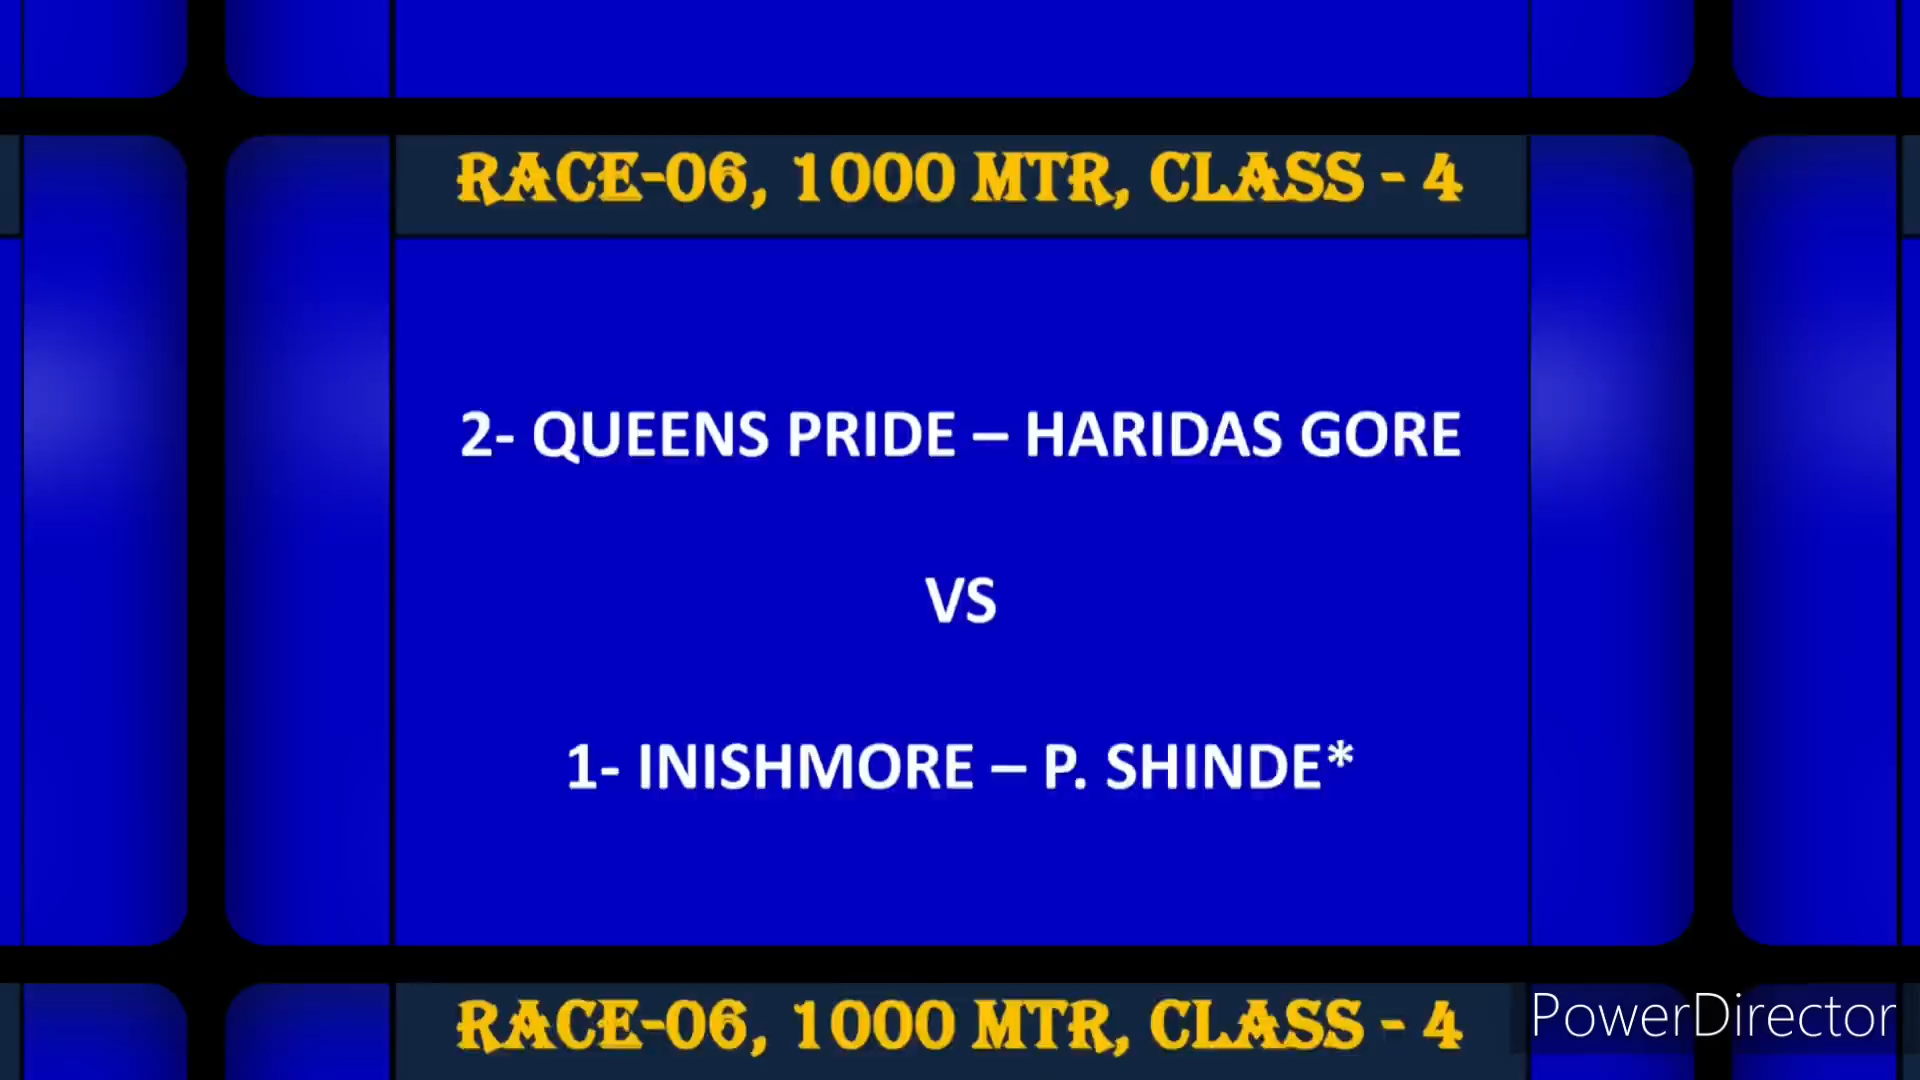 RACE-06, 1000 MTR, CLASS - 4
2- QUEENS PRIDE – HARIDAS GORE
VS
1- INISHMORE – P. SHINDE*
RACE-06, 1000 MTR, CLASS - 4
PowerDirector